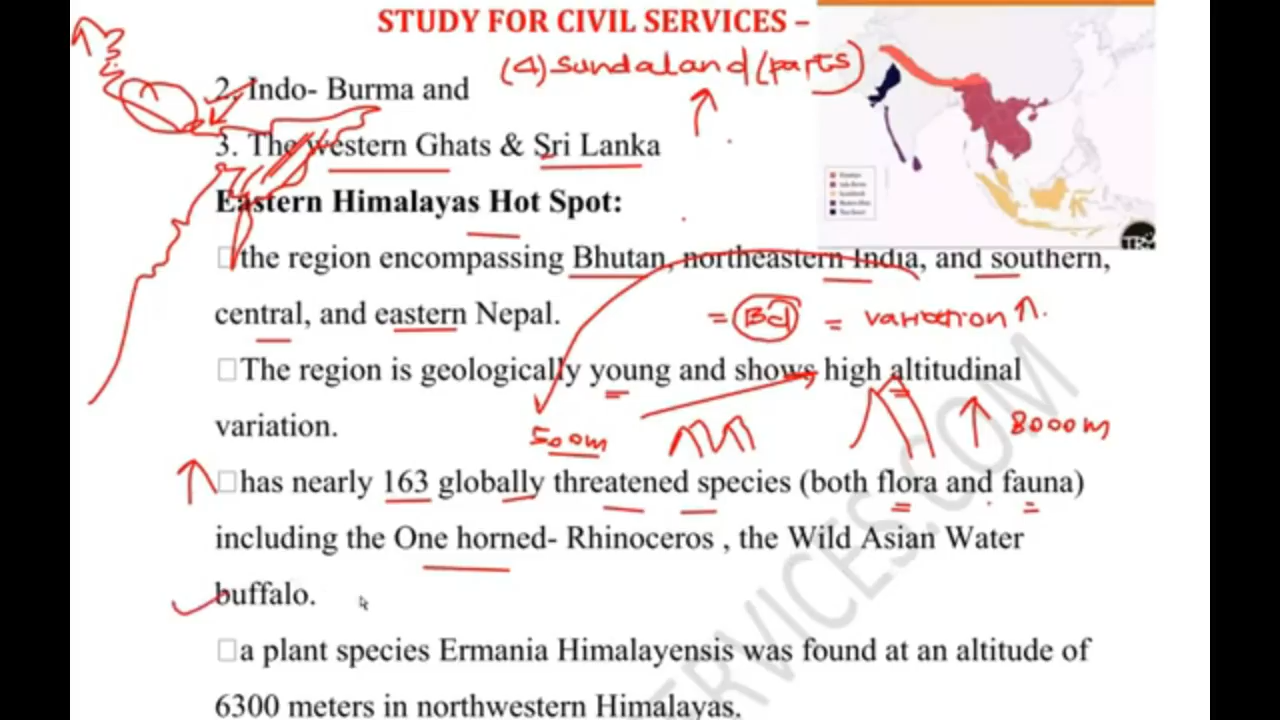 STUDY FOR CIVIL SERVICES –
(4) Sundaland (parts)
2. Indo- Burma and
3. The western Ghats & Sri Lanka
Eastern Himalayas Hot Spot:
the region encompassing Bhutan, northeastern India, and southern,
central, and eastern Nepal.
= Bd = variation
The region is geologically young and shows high altitudinal
variation.
500m
8000m
has nearly 163 globally threatened species (both flora and fauna)
including the One horned- Rhinoceros , the Wild Asian Water
buffalo.
a plant species Ermania Himalayensis was found at an altitude of
6300 meters in northwestern Himalayas.
ERVICES.COM